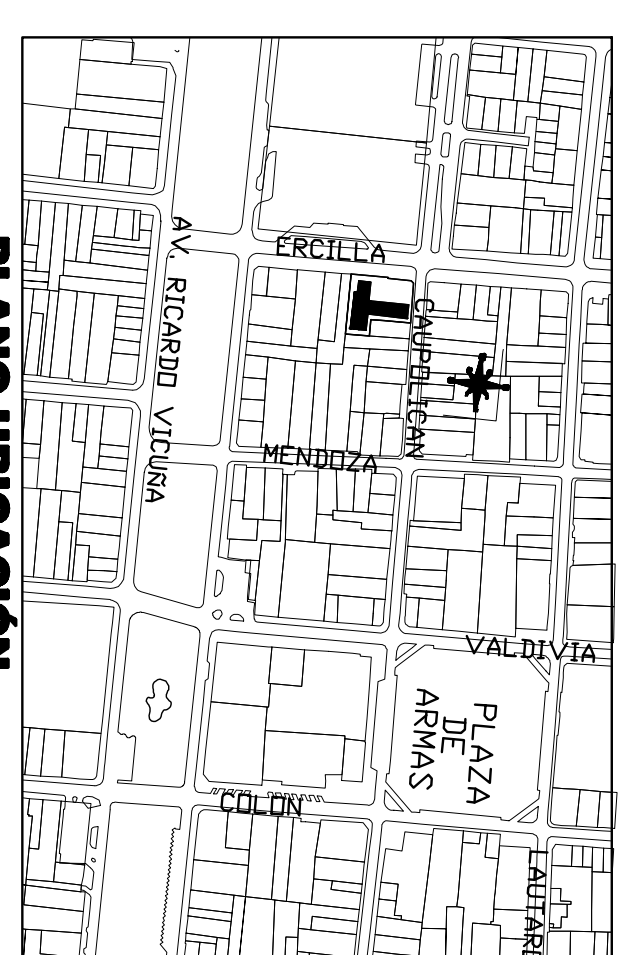 ERCILLA
AV. RICARDO VICUÑA
CAUPOLICAN
MENDOZA
VALDIVIA
PLAZA
DE
ARMAS
COLON